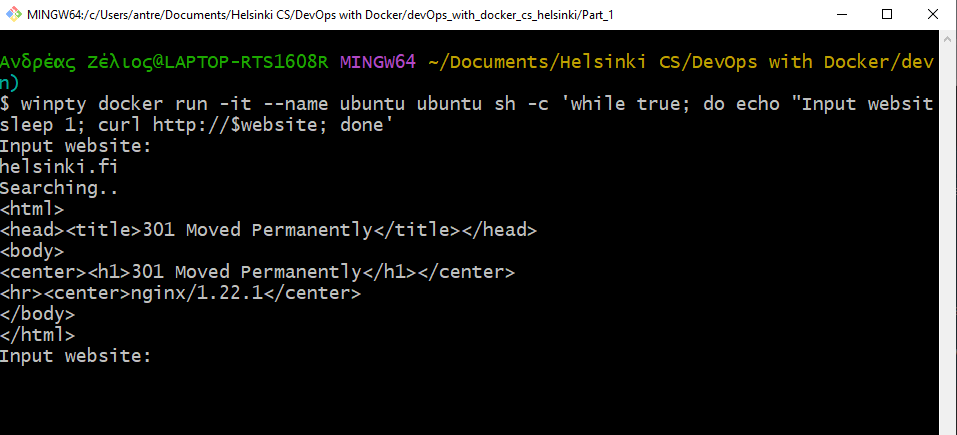 MINGW64:/c/Users/antre/Documents/Helsinki CS/DevOps with Docker/devOps_with_docker_cs_helsinki/Part_1
Ανδρέας Ζέλιος@LAPTOP-RTS1608R MINGW64 ~/Documents/Helsinki CS/DevOps with Docker/dev
n)
$ winpty docker run -it --name ubuntu ubuntu sh -c 'while true; do echo "Input websit
sleep 1; curl http://$website; done'
Input website:
helsinki.fi
Searching..
<html>
<head><title>301 Moved Permanently</title></head>
<body>
<center><h1>301 Moved Permanently</h1></center>
<hr><center>nginx/1.22.1</center>
</body>
</html>
Input website: